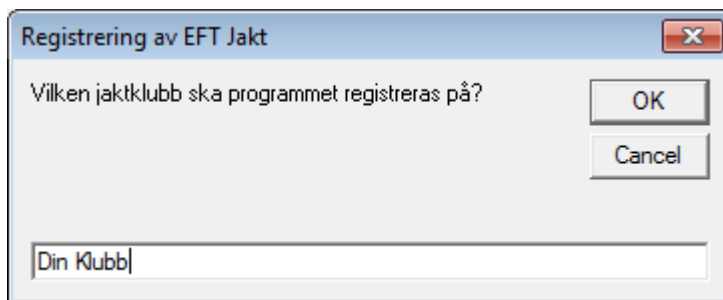 Registrering av EFT Jakt
Vilken jaktklubb ska programmet registreras på?
OK
Cancel
Din Klubb